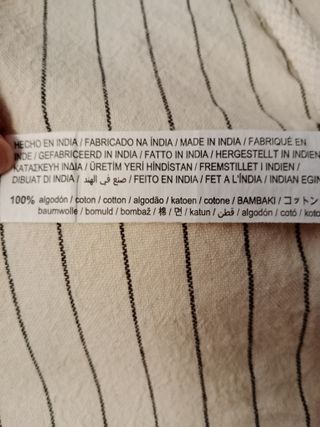 HECHO EN INDIA / FABRICADO NA ÍNDIA / MADE IN INDIA / FABRIQUÉ EN
INDE / GEFABRICEERD IN INDIA / FATTO IN INDIA / HERGESTELLT IN INDIEN
ΚΑΤΑΣΚΕΥΗ ΙΝΔΙΑ / ÜRETİM YERİ HİNDİSTAN / FREMSTILLET I INDIEN /
DIBUAT DI INDIA / صنع في الهند / FEITO EN INDIA / FET A L'ÍNDIA / INDIAN EGIN
100% algodón / coton / cotton / algodão / katoen / cotone / ΒΑΜΒΑΚΙ / コットン
baumwolle / bomuld / bombaž / 棉 / 면 / katun / قطن / algodón / cotó / kotoi